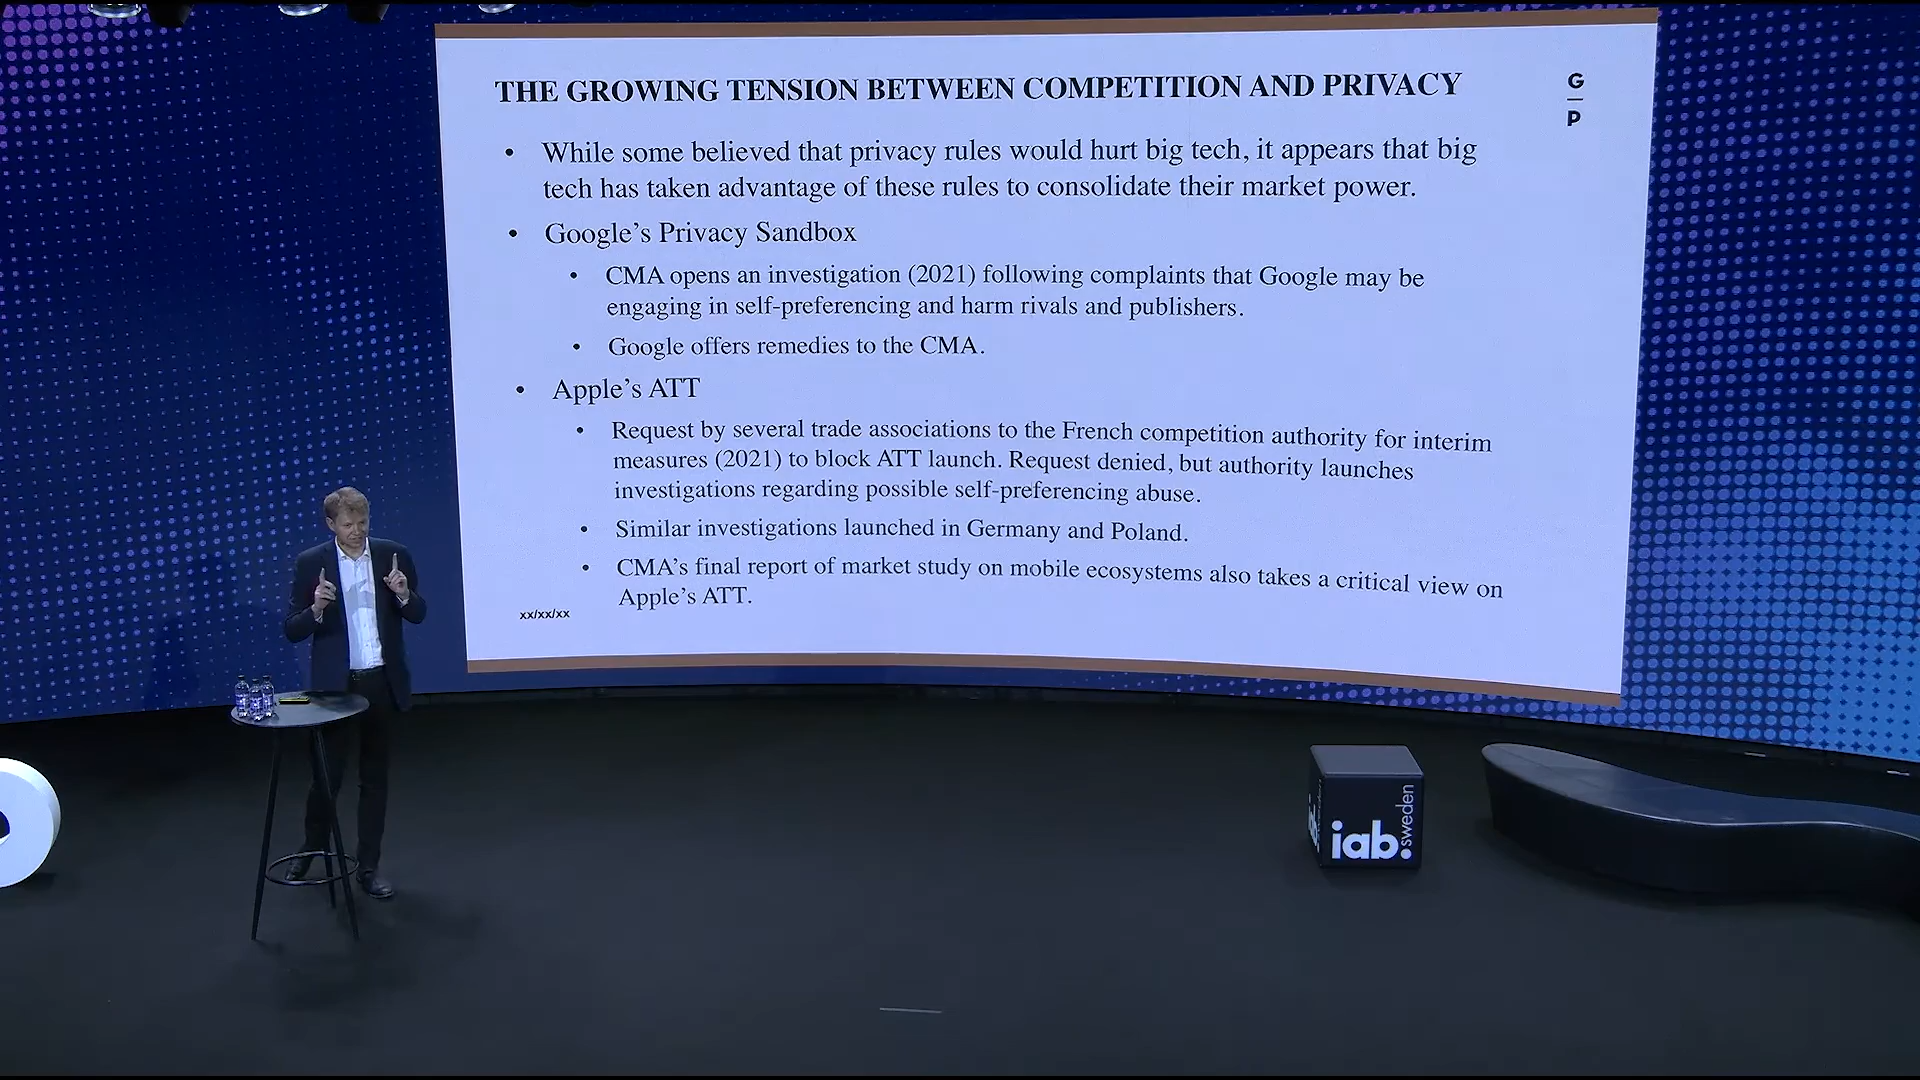 THE GROWING TENSION BETWEEN COMPETITION AND PRIVACY
G
P
• While some believed that privacy rules would hurt big tech, it appears that big
tech has taken advantage of these rules to consolidate their market power.
• Google’s Privacy Sandbox
• CMA opens an investigation (2021) following complaints that Google may be
engaging in self-preferencing and harm rivals and publishers.
• Google offers remedies to the CMA.
• Apple’s ATT
• Request by several trade associations to the French competition authority for interim
measures (2021) to block ATT launch. Request denied, but authority launches
investigations regarding possible self-preferencing abuse.
• Similar investigations launched in Germany and Poland.
• CMA’s final report of market study on mobile ecosystems also takes a critical view on
Apple’s ATT.
xx/xx/xx
iab.
sweden